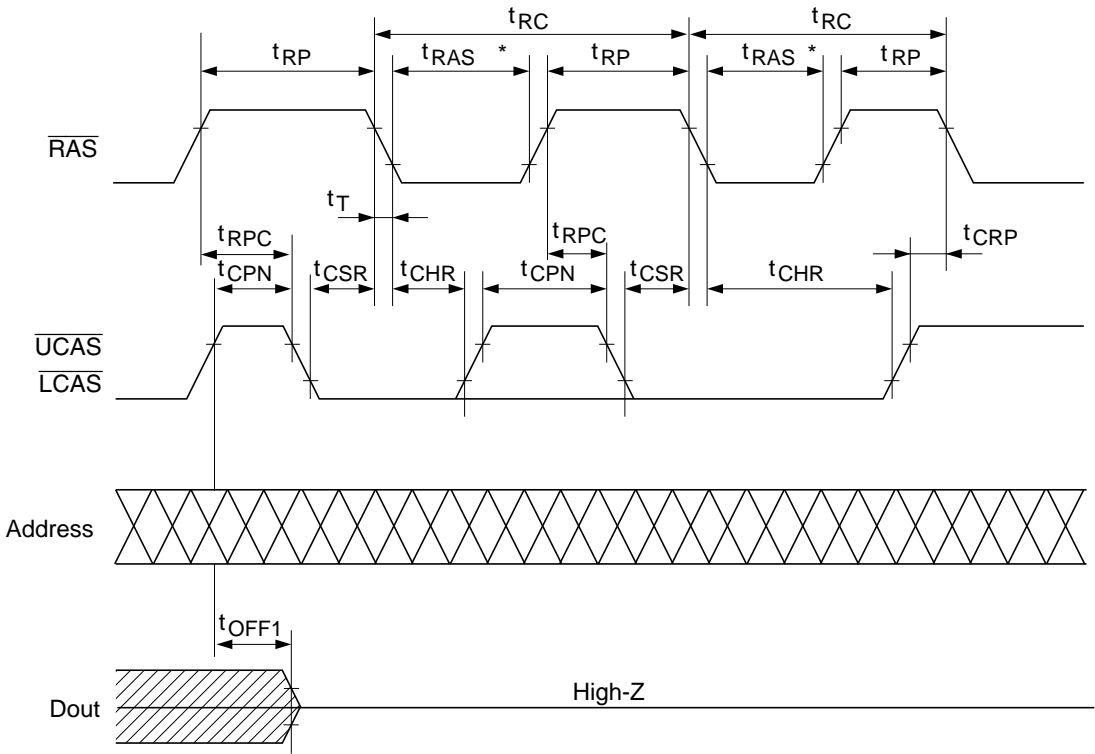 tRC tRC
tRP tRAS * tRP tRAS * tRP
RAS
tT
tRPC tRPC tCRP
tCPN tCSR tCHR tCPN tCSR tCHR
UCAS
LCAS
Address
tOFF1
High-Z
Dout